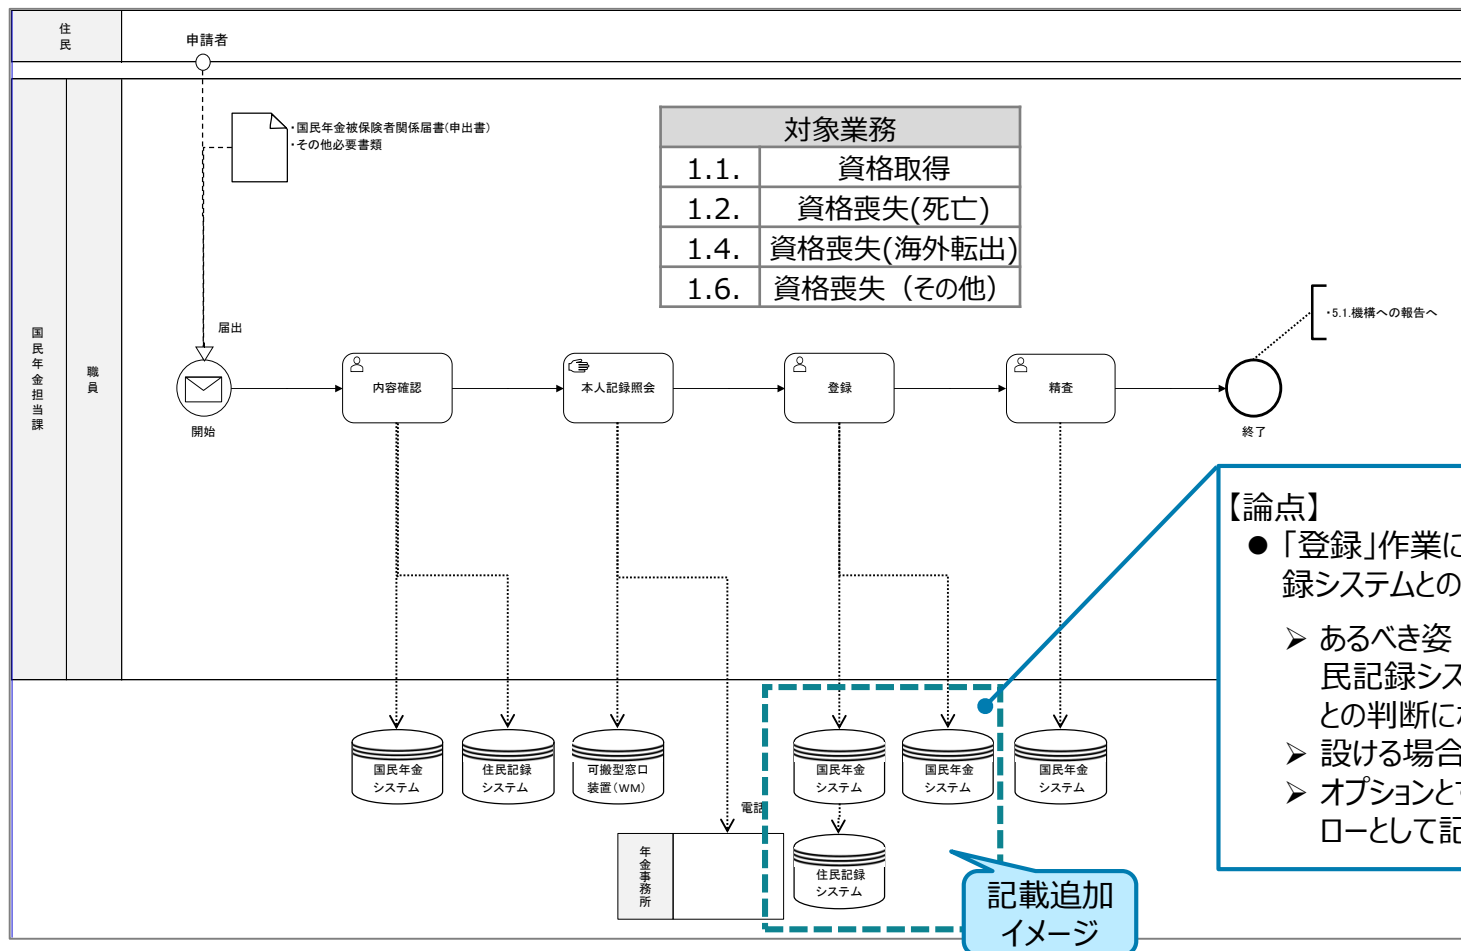 住民
申請者
・国民年金被保険者関係届書(申出書)
・その他必要書類
対象業務
1.1. 資格取得
1.2. 資格喪失(死亡)
1.4. 資格喪失(海外転出)
1.6. 資格喪失（その他）
・5.1.機構への報告へ
国民年金担当課
職員
届出
開始
内容確認
本人記録照会
登録
精査
終了
【論点】
● 「登録」作業に
録システムとの
➢ あるべき姿
民記録シス
との判断に
➢ 設ける場合
➢ オプションと
ローとして記
国民年金
システム
住民記録
システム
可搬型窓口
装置(WM)
国民年金
システム
国民年金
システム
国民年金
システム
電話
年金事務所
住民記録
システム
記載追加
イメージ